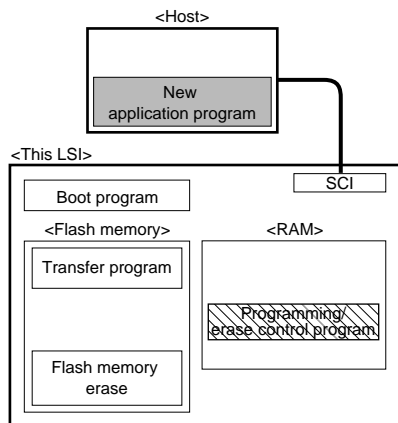 <Host>
New
application program
<This LSI>
SCI
Boot program
<Flash memory>
<RAM>
Transfer program
Programming/
erase control program
Flash memory
erase